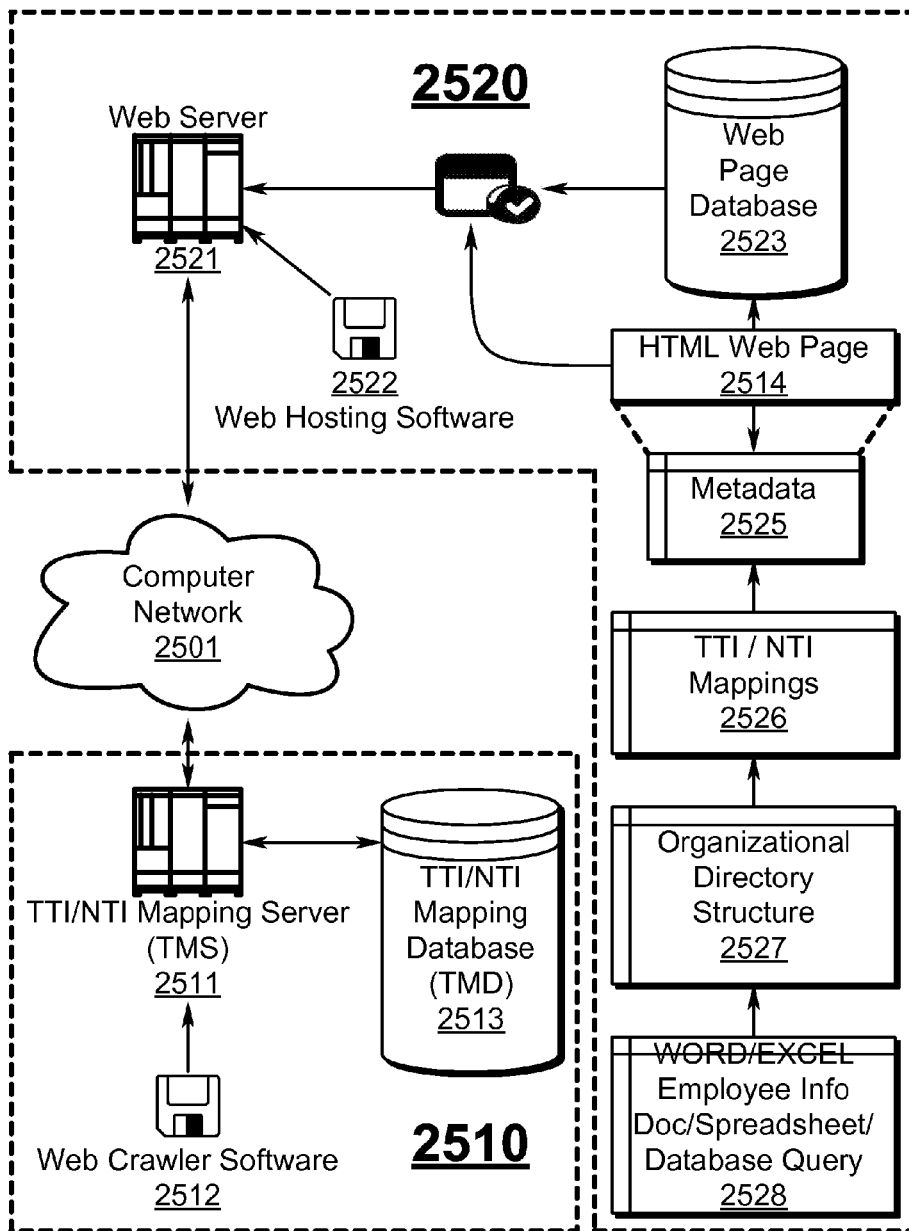 2520
Web Server
2521
Web
Page
Database
2523
2522
Web Hosting Software
HTML Web Page
2514
Metadata
2525
Computer
Network
2501
TTI / NTI
Mappings
2526
TTI/NTI Mapping Server
(TMS)
2511
TTI/NTI
Mapping
Database
(TMD)
2513
Organizational
Directory
Structure
2527
Web Crawler Software
2512
2510
WORD/EXCEL
Employee Info
Doc/Spreadsheet/
Database Query
2528